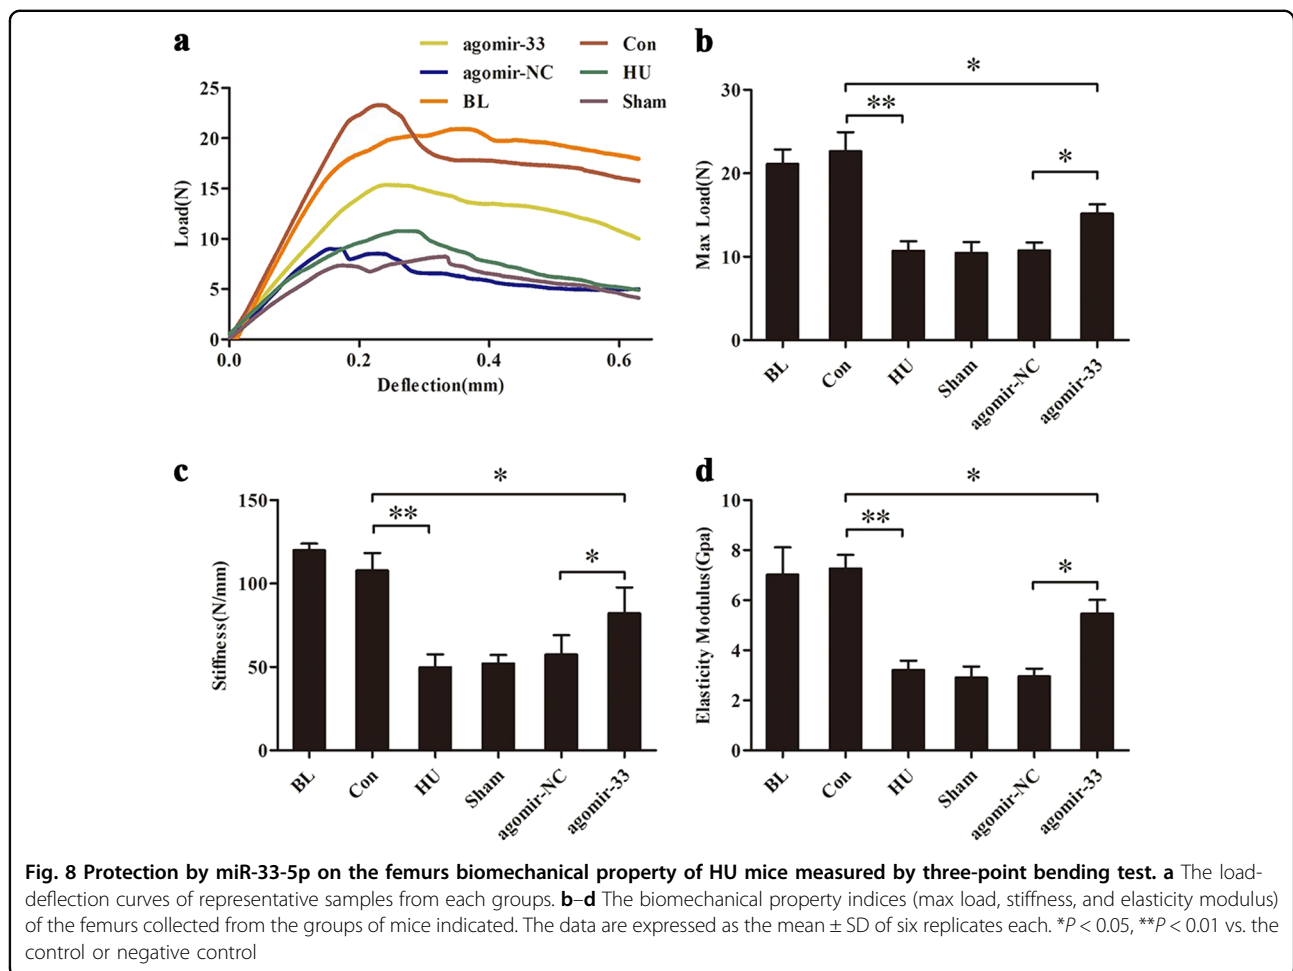 a
agomir-33
Con
agomir-NC
HU
BL
Sham
25
20
15
10
5
0
Load(N)
0.0
0.2
0.4
0.6
Deflection(mm)
b
*
**
*
30
20
10
0
Max Load(N)
BL
Con
HU
Sham
agomir-NC
agomir-33
c
*
**
*
150
100
50
0
Stiffness(N/mm)
BL
Con
HU
Sham
agomir-NC
agomir-33
d
*
**
*
10
8
6
4
2
0
Elasticity Modulus(Gpa)
BL
Con
HU
Sham
agomir-NC
agomir-33
Fig. 8 Protection by miR-33-5p on the femurs biomechanical property of HU mice measured by three-point bending test. a The load-
deflection curves of representative samples from each groups. b–d The biomechanical property indices (max load, stiffness, and elasticity modulus)
of the femurs collected from the groups of mice indicated. The data are expressed as the mean ± SD of six replicates each. *P < 0.05, **P < 0.01 vs. the
control or negative control